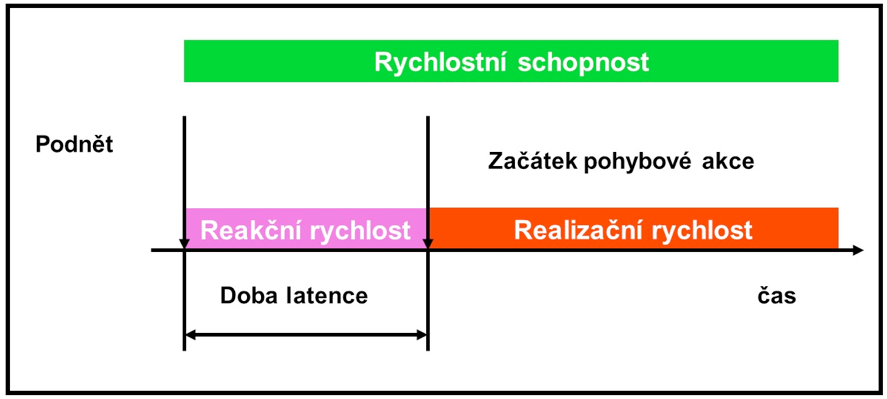 Rychlostní schopnost
Podnět
Začátek pohybové akce
Reakční rychlost
Realizační rychlost
Doba latence
čas